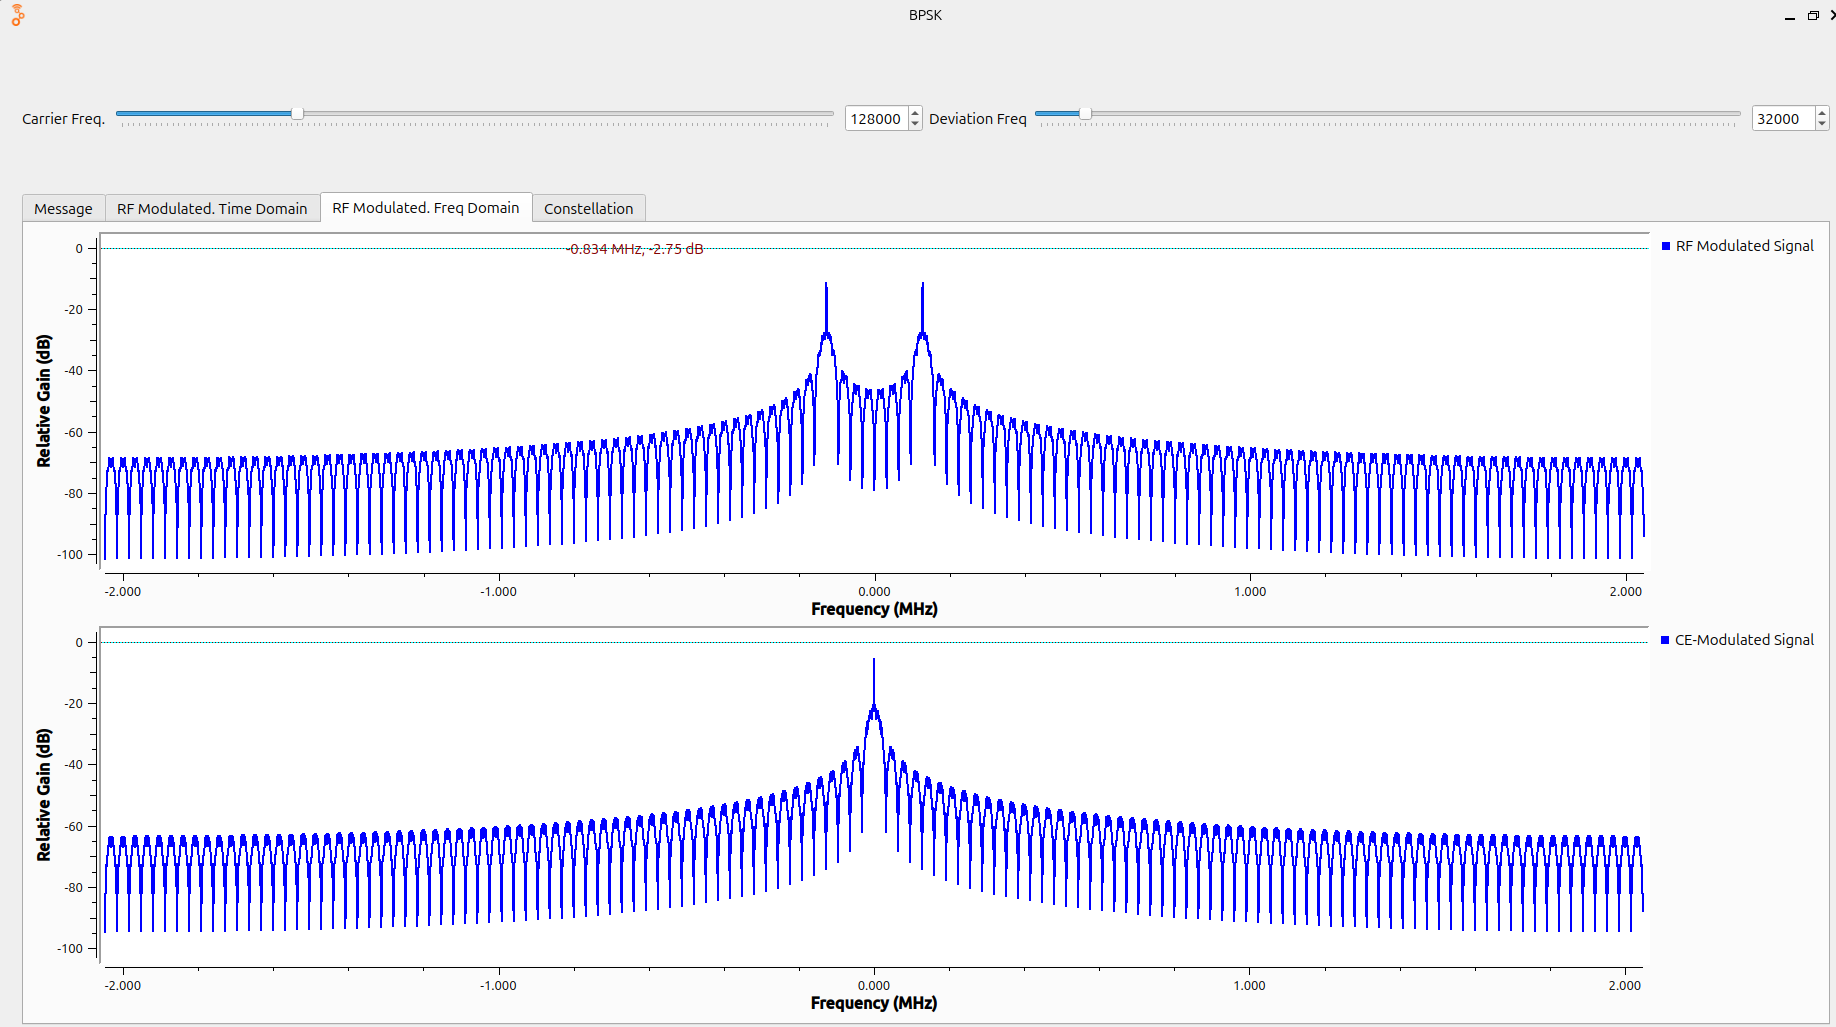 BPSK
Carrier Freq. 128000 Deviation Freq 32000
Message RF Modulated. Time Domain RF Modulated. Freq Domain Constellation
-0.834 MHz, -2.75 dB
RF Modulated Signal
Relative Gain (dB)
0
-20
-40
-60
-80
-100
-2.000 -1.000 0.000 1.000 2.000
Frequency (MHz)
CE-Modulated Signal
Relative Gain (dB)
0
-20
-40
-60
-80
-100
-2.000 -1.000 0.000 1.000 2.000
Frequency (MHz)